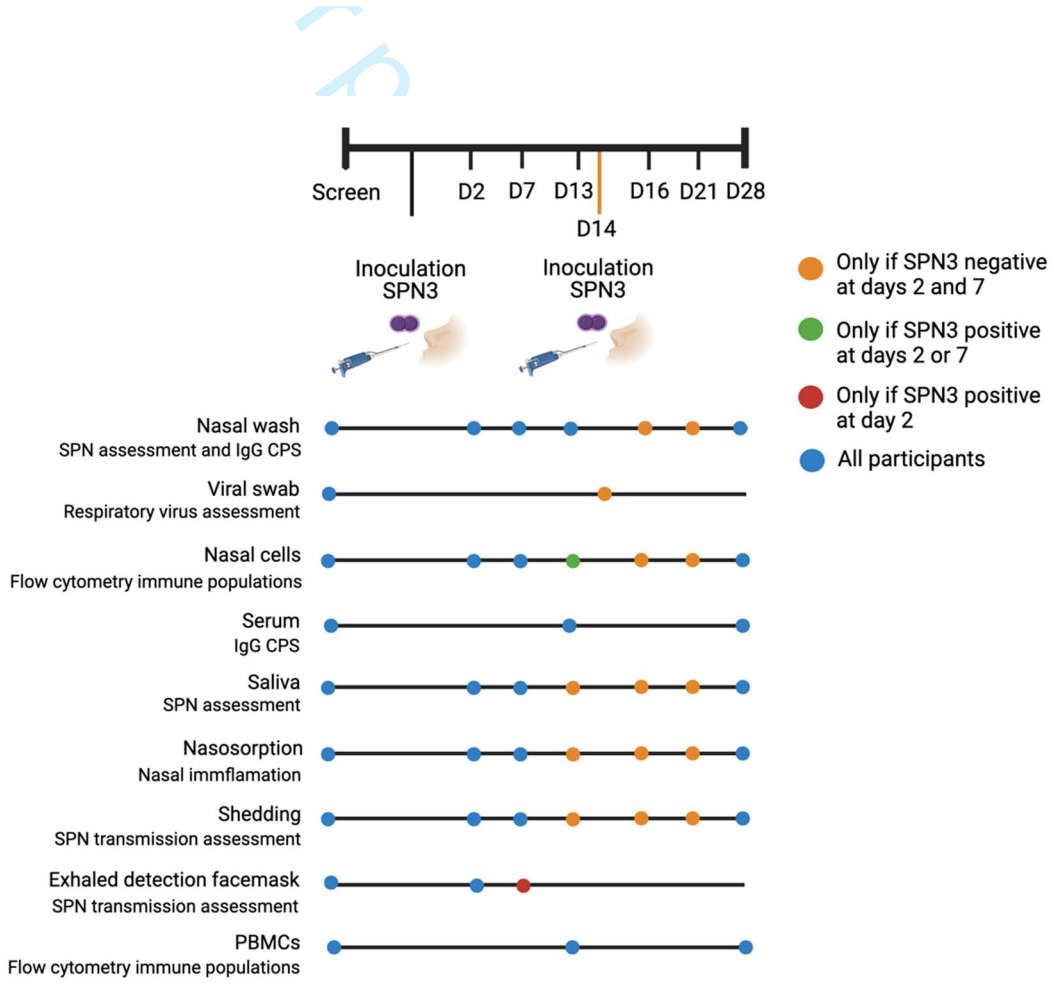 rp
Screen
D2
D7
D13
D16
D21
D28
D14
Inoculation
SPN3
Inoculation
SPN3
Only if SPN3 negative
at days 2 and 7
Only if SPN3 positive
at days 2 or 7
Only if SPN3 positive
at day 2
All participants
Nasal wash
SPN assessment and IgG CPS
Viral swab
Respiratory virus assessment
Nasal cells
Flow cytometry immune populations
Serum
IgG CPS
Saliva
SPN assessment
Nasosorption
Nasal immflamation
Shedding
SPN transmission assessment
Exhaled detection facemask
SPN transmission assessment
PBMCs
Flow cytometry immune populations